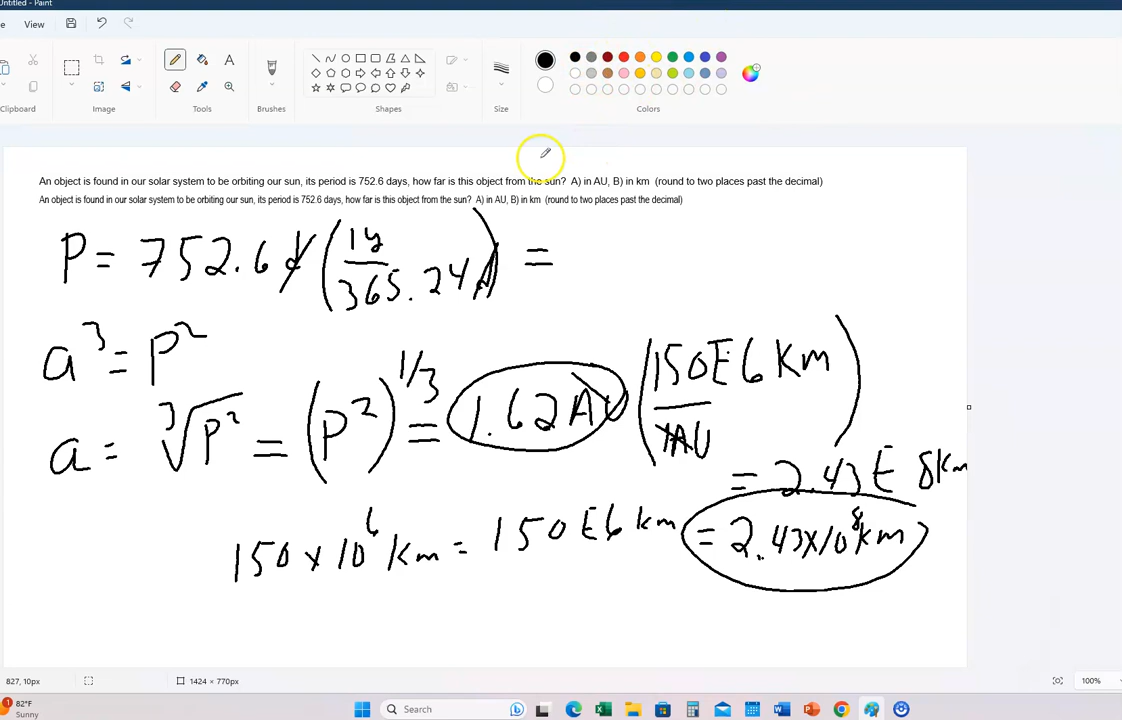 Untitled - Paint
View
Clipboard
Image
Tools
Brushes
Shapes
Size
Colors
An object is found in our solar system to be orbiting our sun, its period is 752.6 days, how far is this object from the sun? A) in AU, B) in km (round to two places past the decimal)
An object is found in our solar system to be orbiting our sun, its period is 752.6 days, how far is this object from the sun? A) in AU, B) in km (round to two places past the decimal)
P = 752.6 d (1y / 365.24 d) =
a³ = P²
a = ∛P² = (P²)^1/3 = 1.62 AU (150E6 Km / 1AU)
= 2.43 E 8km
150 x 10⁶ Km = 150 E6 km = 2.43x10⁸km
827, 10px
1424 × 770px
100%
1
82°F
Sunny
Search